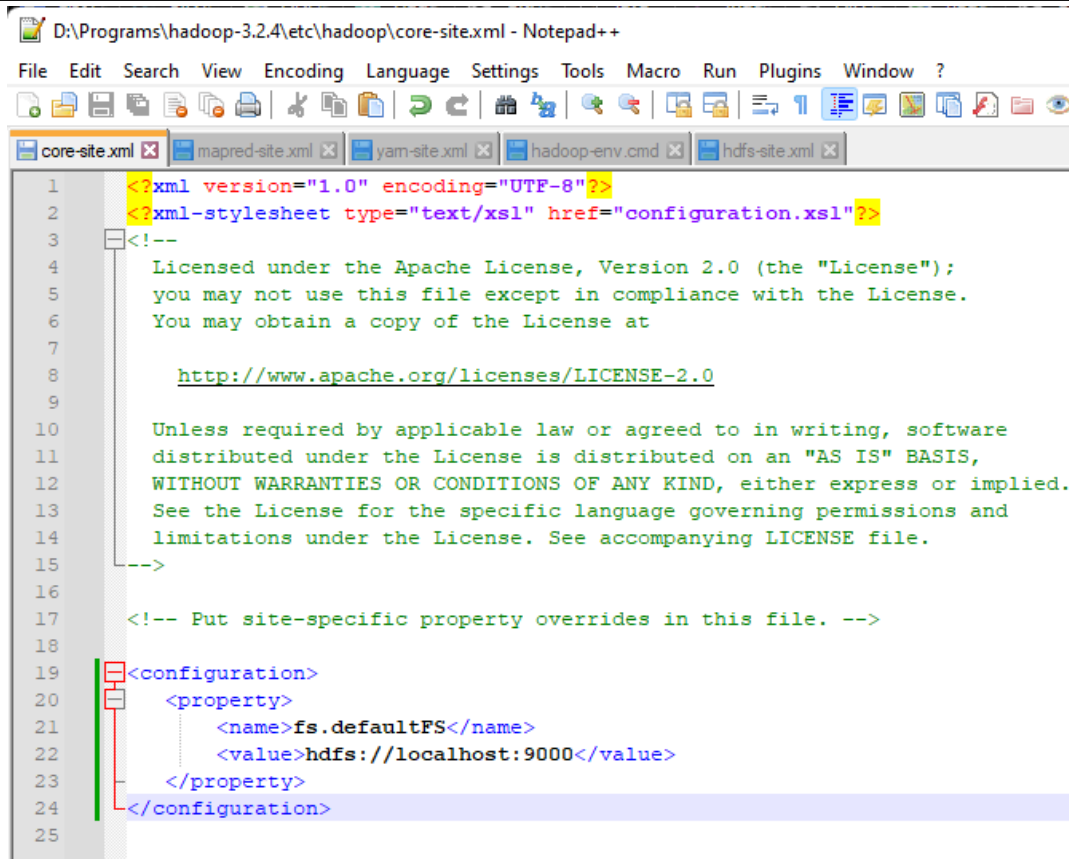 D:\Programs\hadoop-3.2.4\etc\hadoop\core-site.xml - Notepad++
File Edit Search View Encoding Language Settings Tools Macro Run Plugins Window ?
core-site.xml mapred-site.xml yarn-site.xml hadoop-env.cmd hdfs-site.xml
1 <?xml version="1.0" encoding="UTF-8"?>
2 <?xml-stylesheet type="text/xsl" href="configuration.xsl"?>
3 <!--
4 Licensed under the Apache License, Version 2.0 (the "License");
5 you may not use this file except in compliance with the License.
6 You may obtain a copy of the License at
7
8 http://www.apache.org/licenses/LICENSE-2.0
9
10 Unless required by applicable law or agreed to in writing, software
11 distributed under the License is distributed on an "AS IS" BASIS,
12 WITHOUT WARRANTIES OR CONDITIONS OF ANY KIND, either express or implied.
13 See the License for the specific language governing permissions and
14 limitations under the License. See accompanying LICENSE file.
15 -->
16
17 <!-- Put site-specific property overrides in this file. -->
18
19 <configuration>
20 <property>
21 <name>fs.defaultFS</name>
22 <value>hdfs://localhost:9000</value>
23 </property>
24 </configuration>
25